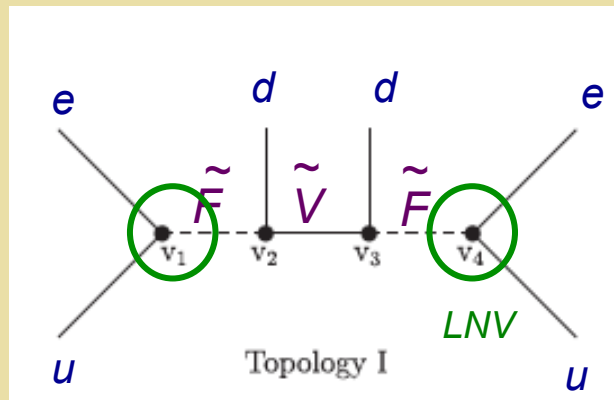 e d d e
F̃ Ṽ F̃
v₁ v₂ v₃ v₄
LNV
Topology I
u u